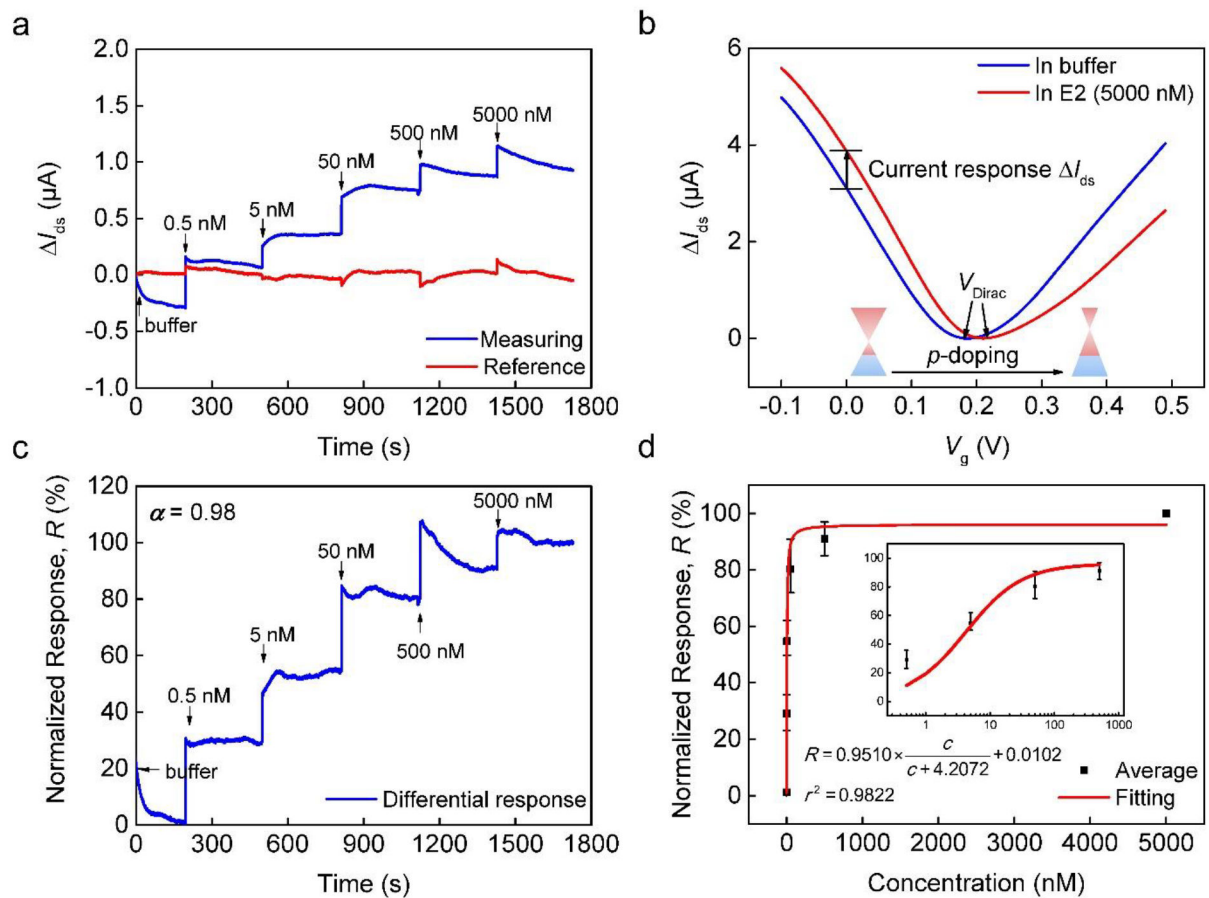 a
2.0
1.5
1.0
0.5
0.0
-0.5
-1.0
ΔIds (μA)
0.5 nM
5 nM
50 nM
500 nM
5000 nM
buffer
Measuring
Reference
0 300 600 900 1200 1500 1800
Time (s)
b
6
4
2
0
ΔIds (μA)
In buffer
In E2 (5000 nM)
Current response ΔIds
VDirac
p-doping
-0.1 0.0 0.1 0.2 0.3 0.4 0.5
Vg (V)
c
120
100
80
60
40
20
0
Normalized Response, R (%)
α = 0.98
buffer
0.5 nM
5 nM
50 nM
500 nM
5000 nM
Differential response
0 300 600 900 1200 1500 1800
Time (s)
d
100
80
60
40
20
0
Normalized Response, R (%)
100
80
60
40
20
0
1 10 100 1000
R = 0.9510 × c / (c + 4.2072) + 0.0102
r² = 0.9822
Average
Fitting
0 1000 2000 3000 4000 5000
Concentration (nM)